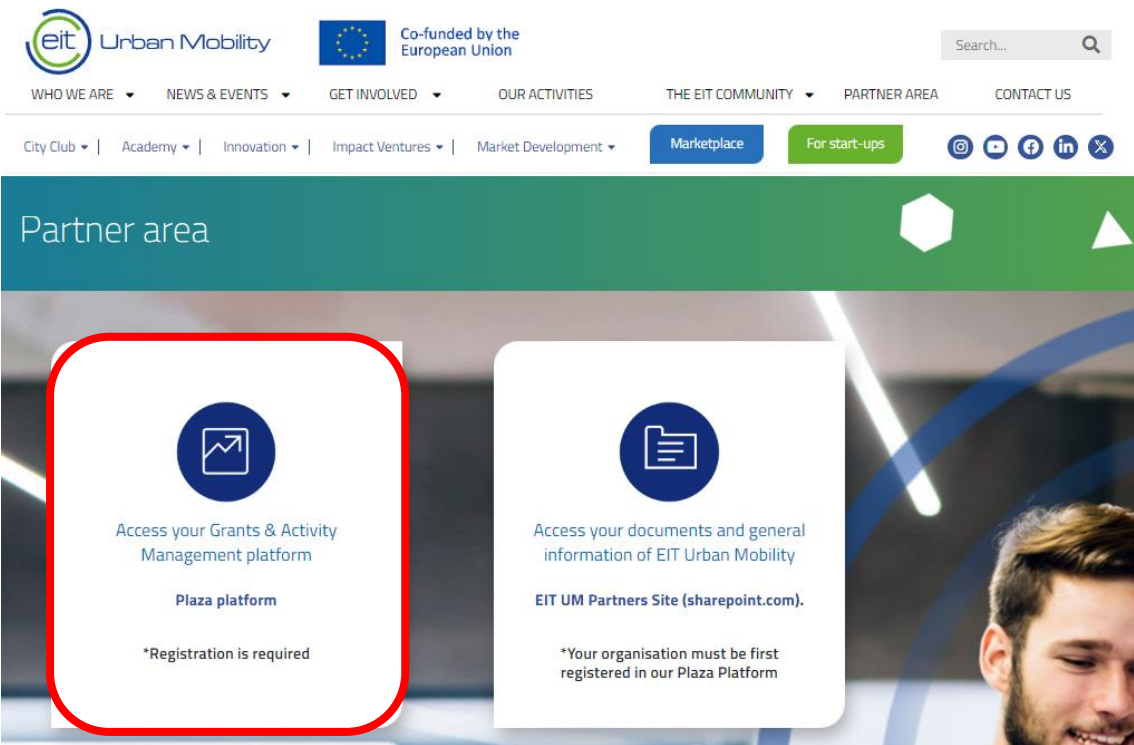 eit Urban Mobility
Co-funded by the
European Union
Search...
WHO WE ARE
NEWS & EVENTS
GET INVOLVED
OUR ACTIVITIES
THE EIT COMMUNITY
PARTNER AREA
CONTACT US
City Club
Academy
Innovation
Impact Ventures
Market Development
Marketplace
For start-ups
Partner area
Access your Grants & Activity
Management platform
Plaza platform
*Registration is required
Access your documents and general
information of EIT Urban Mobility
EIT UM Partners Site (sharepoint.com).
*Your organisation must be first
registered in our Plaza Platform